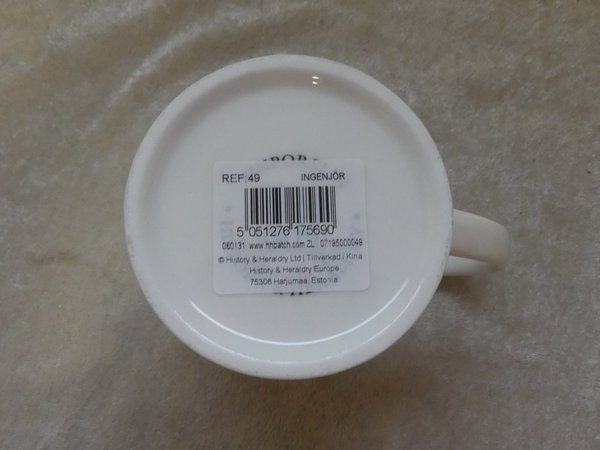 REF:49 INGENJÖR
5 051276 175690
060131 www.hhbatch.com ZL 07195000049
© History & Heraldry Ltd | Tillverkad i Kina
History & Heraldry Europe
75306 Harjumaa, Estonia